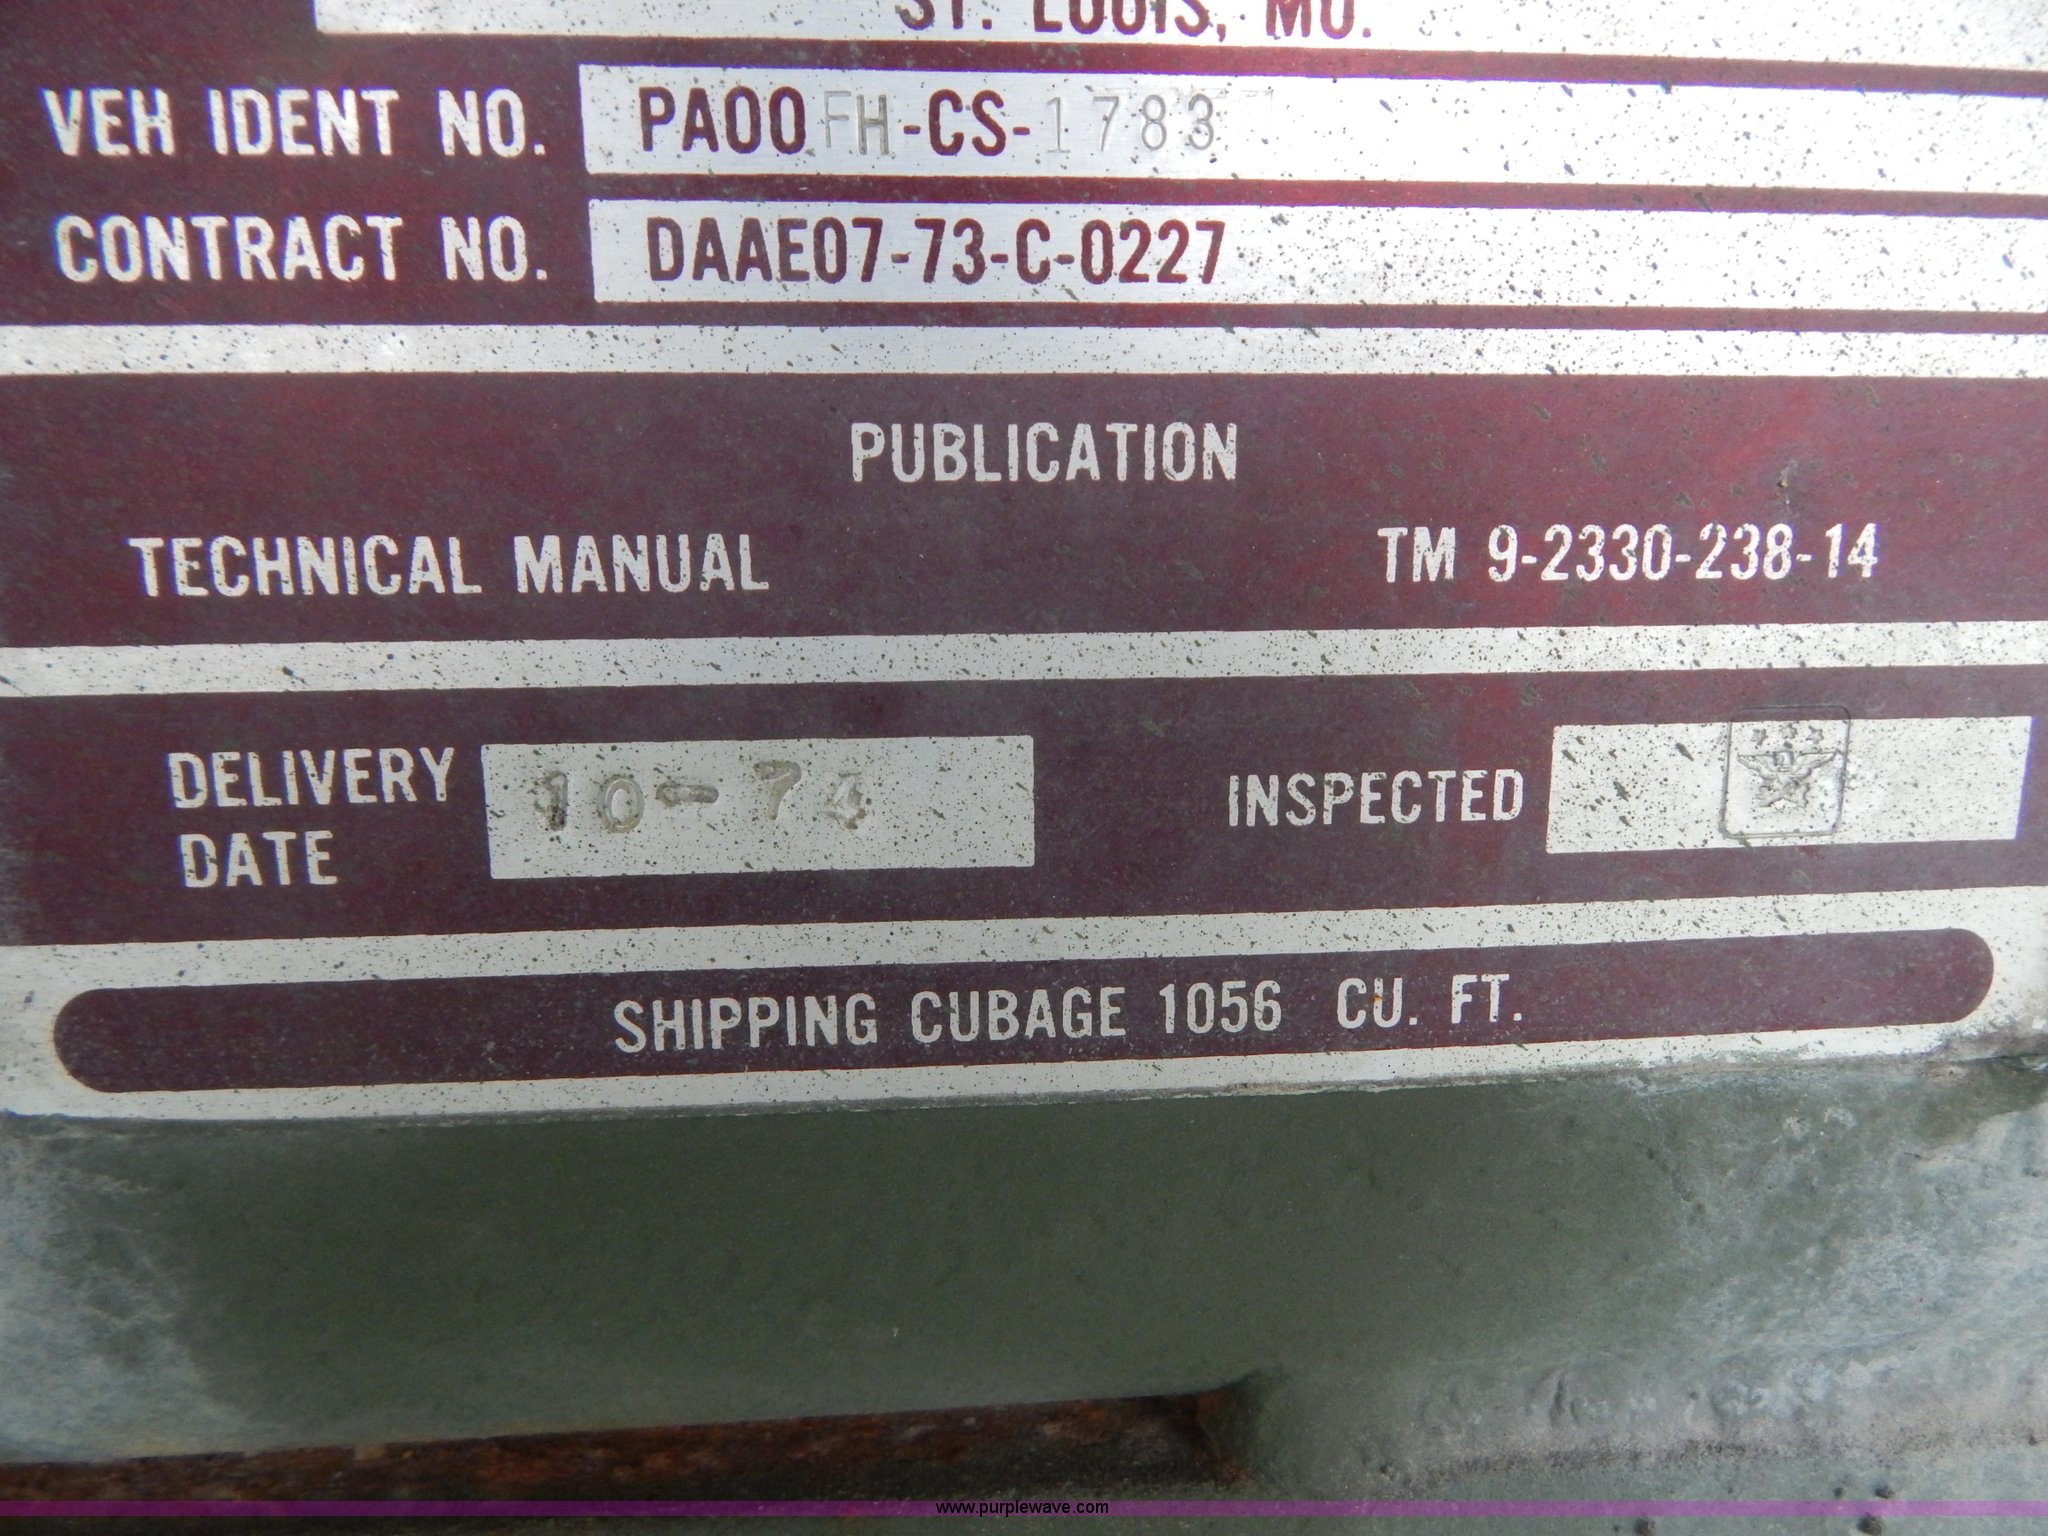 ST. LOUIS, MO.
VEH IDENT NO. PA00FH-CS-1783
CONTRACT NO. DAAE07-73-C-0227
PUBLICATION
TECHNICAL MANUAL TM 9-2330-238-14
DELIVERY DATE 10-74 INSPECTED
SHIPPING CUBAGE 1056 CU. FT.
www.purplewave.com